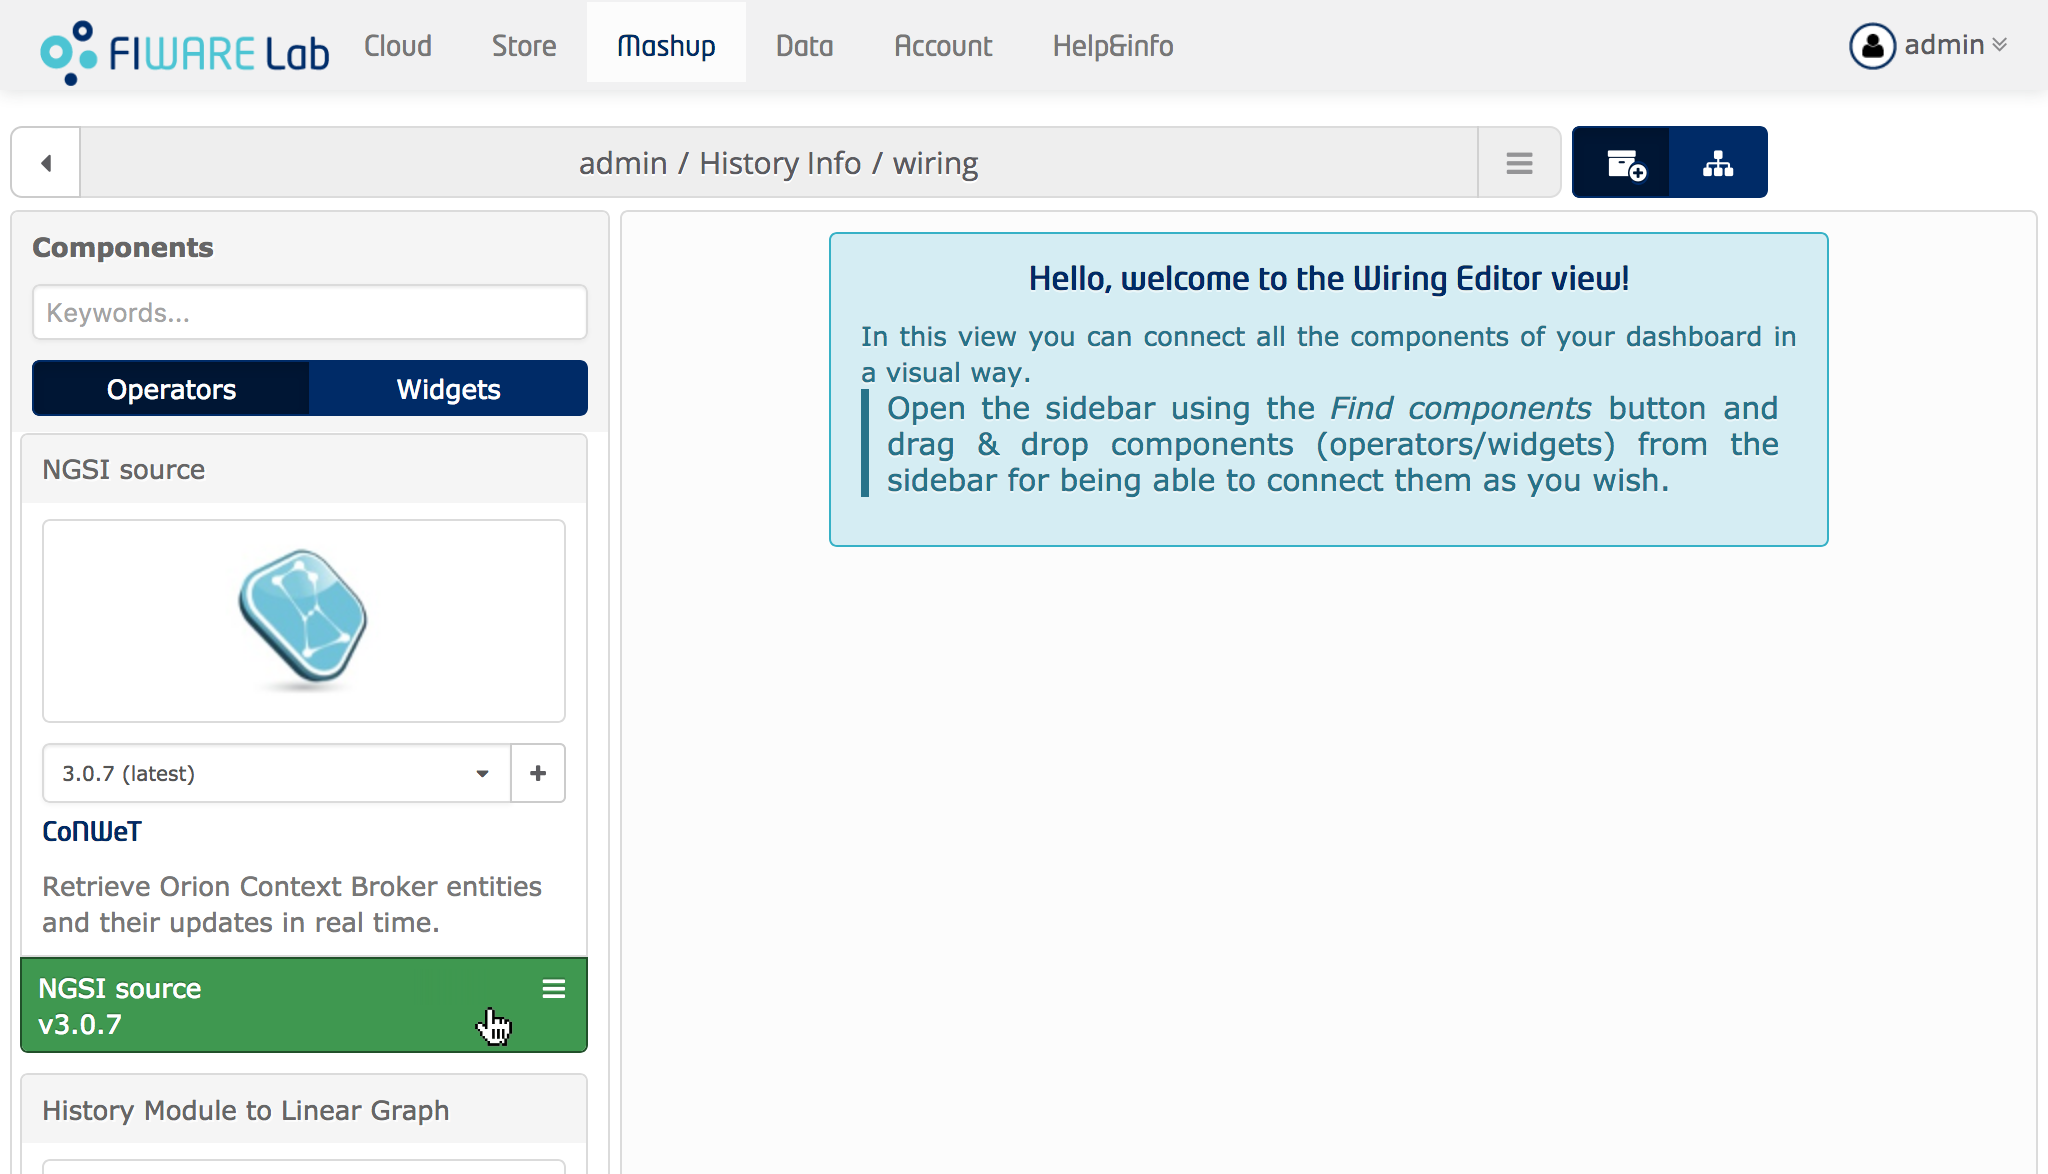 FIWARE Lab
Cloud
Store
Mashup
Data
Account
Help&info
admin
admin / History Info / wiring
Components
Keywords...
Operators
Widgets
NGSI source
3.0.7 (latest)
CoNWeT
Retrieve Orion Context Broker entities
and their updates in real time.
NGSI source
v3.0.7
History Module to Linear Graph
Hello, welcome to the Wiring Editor view!
In this view you can connect all the components of your dashboard in
a visual way.
Open the sidebar using the Find components button and
drag & drop components (operators/widgets) from the
sidebar for being able to connect them as you wish.